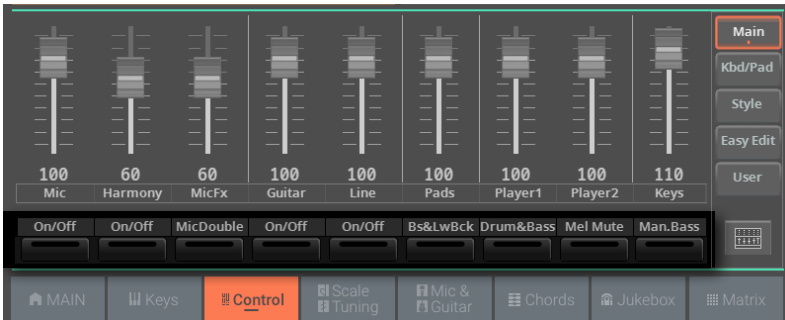 Main
Kbd/Pad
Style
Easy Edit
User
100 60 60 100 100 100 100 100 110
Mic Harmony MicFx Guitar Line Pads Player1 Player2 Keys
On/Off On/Off MicDouble On/Off On/Off Bs&LwBck Drum&Bass Mel Mute Man.Bass
MAIN Keys Control Scale Tuning Mic & Guitar Chords Jukebox Matrix